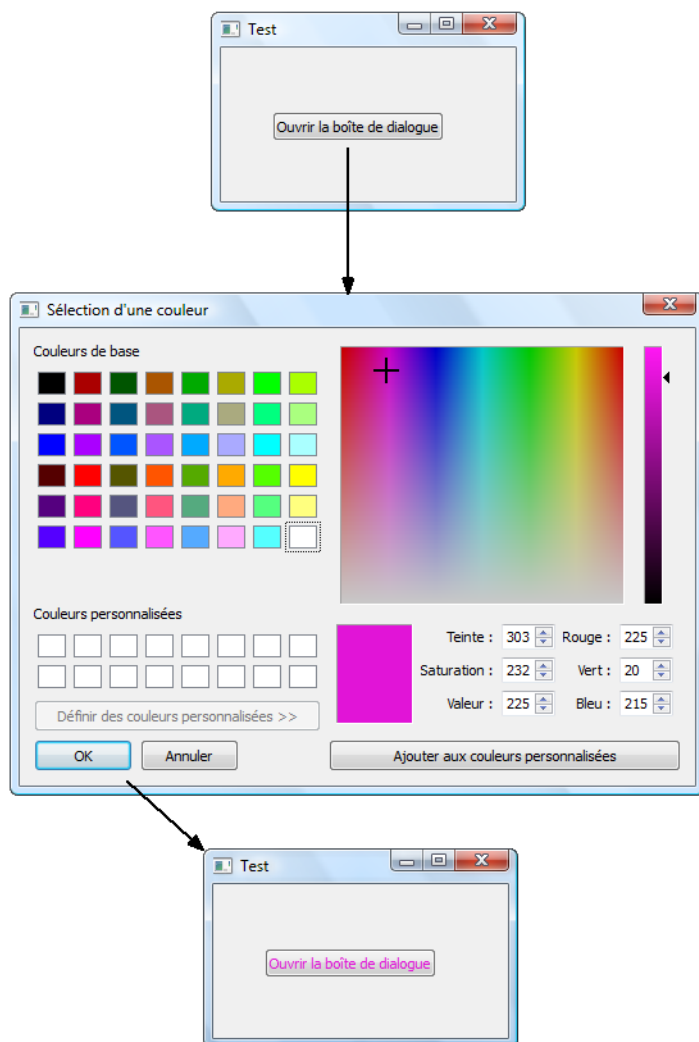 Test
Ouvrir la boîte de dialogue
Sélection d'une couleur
Couleurs de base
Couleurs personnalisées
Teinte : 303 Rouge : 225
Saturation : 232 Vert : 20
Valeur : 225 Bleu : 215
Définir des couleurs personnalisées >>
OK Annuler Ajouter aux couleurs personnalisées
Test
Ouvrir la boîte de dialogue